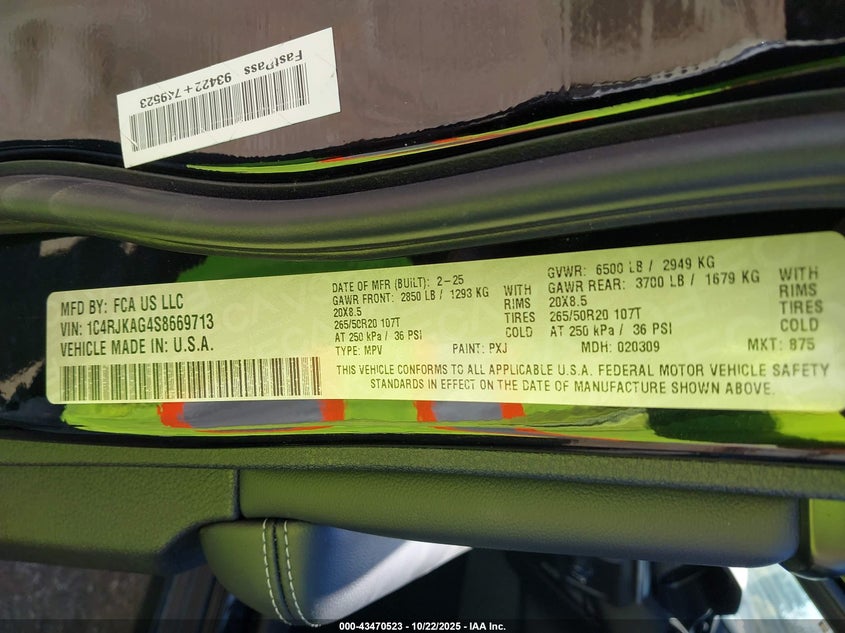 FastPass 93422+749523
MFD BY: FCA US LLC
VIN: 1C4RJKAG4S8669713
VEHICLE MADE IN: U.S.A.
DATE OF MFR (BUILT): 2-25
GAWR FRONT: 2850 LB / 1293 KG
20X8.5
265/50R20 107T
AT 250 kPa / 36 PSI
WITH
RIMS
TIRES
COLD
GVWR: 6500 LB / 2949 KG
GAWR REAR: 3700 LB / 1679 KG
20X8.5
265/50R20 107T
AT 250 kPa / 36 PSI
WITH
RIMS
TIRES
COLD
TYPE: MPV PAINT: PXJ MDH: 020309 MKT: 875
THIS VEHICLE CONFORMS TO ALL APPLICABLE U.S.A. FEDERAL MOTOR VEHICLE SAFETY
STANDARDS IN EFFECT ON THE DATE OF MANUFACTURE SHOWN ABOVE.
000-43470523 - 10/22/2025 - IAA Inc.